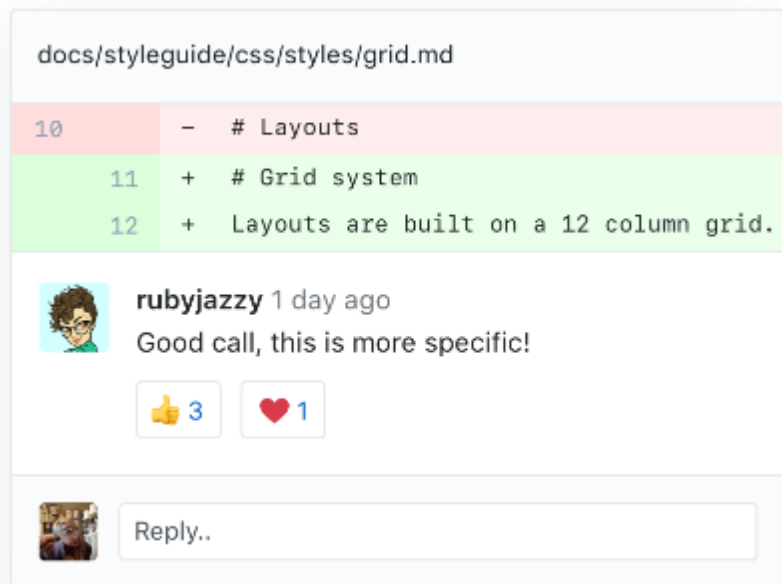 docs/styleguide/css/styles/grid.md
10 - # Layouts
11 + # Grid system
12 + Layouts are built on a 12 column grid.
rubyjazzy 1 day ago
Good call, this is more specific!
👍 3 ❤️ 1
Reply..